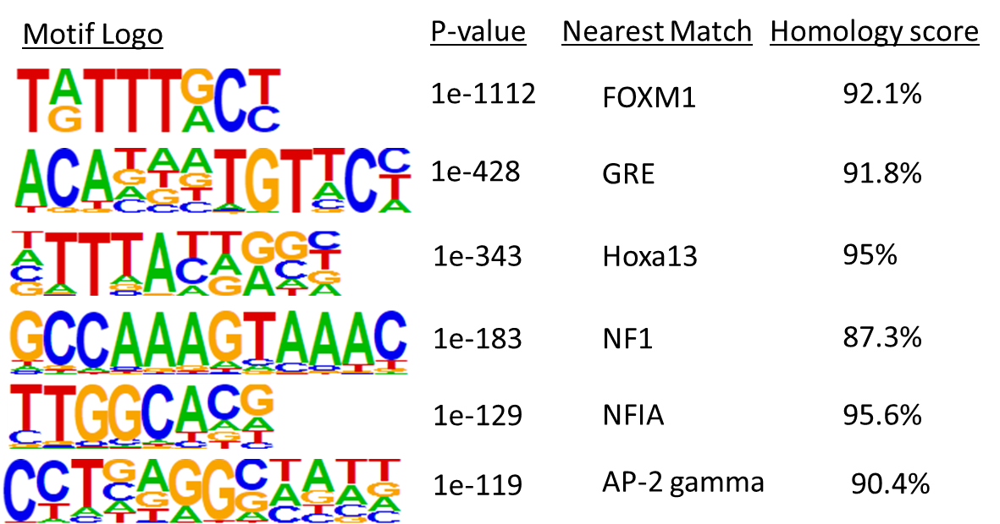 Motif Logo P-value Nearest Match Homology score
TATTTGCT 1e-1112 FOXM1 92.1%
ACATAATGTTCC 1e-428 GRE 91.8%
TTTTATTGGC 1e-343 Hoxa13 95%
GCCAAAGTAAAC 1e-183 NF1 87.3%
TTGGCACG 1e-129 NFIA 95.6%
CCTGAGGCTATT 1e-119 AP-2 gamma 90.4%